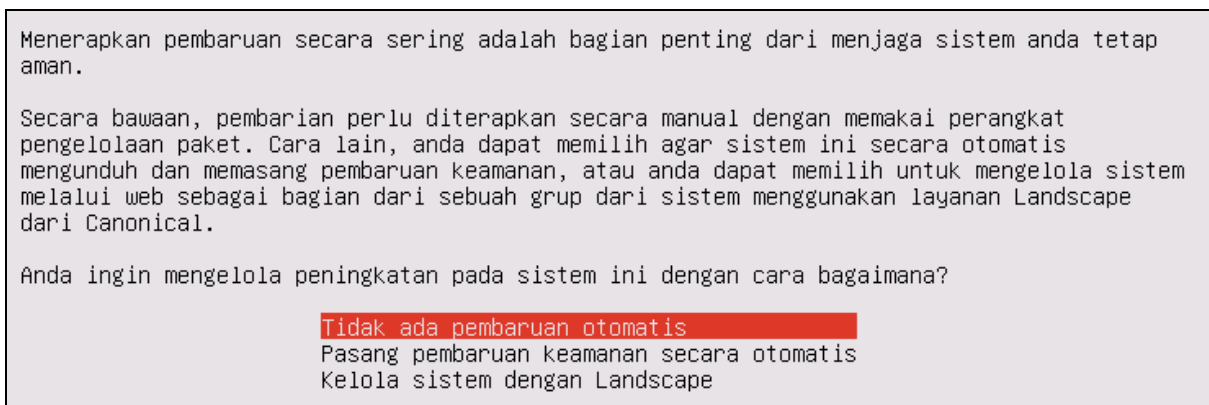 Menerapkan pembaruan secara sering adalah bagian penting dari menjaga sistem anda tetap
aman.
Secara bawaan, pembarian perlu diterapkan secara manual dengan memakai perangkat
pengelolaan paket. Cara lain, anda dapat memilih agar sistem ini secara otomatis
mengunduh dan memasang pembaruan keamanan, atau anda dapat memilih untuk mengelola sistem
melalui web sebagai bagian dari sebuah grup dari sistem menggunakan layanan Landscape
dari Canonical.
Anda ingin mengelola peningkatan pada sistem ini dengan cara bagaimana?
Tidak ada pembaruan otomatis
Pasang pembaruan keamanan secara otomatis
Kelola sistem dengan Landscape